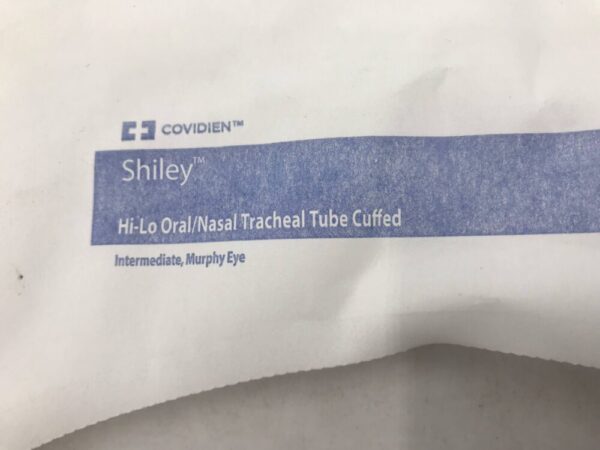 COVIDIEN™
Shiley™
Hi-Lo Oral/Nasal Tracheal Tube Cuffed
Intermediate, Murphy Eye